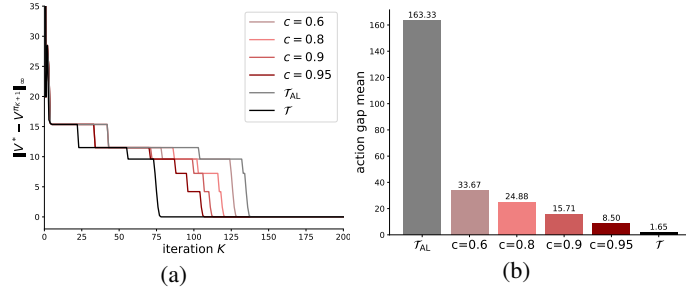 (a)
‖V* − V^{π_{K+1}}‖_∞
35
30
25
20
15
10
5
0
0 25 50 75 100 125 150 175 200
iteration K
c = 0.6
c = 0.8
c = 0.9
c = 0.95
𝒯_AL
𝒯
(b)
action gap mean
160
140
120
100
80
60
40
20
0
163.33
33.67
24.88
15.71
8.50
1.65
𝒯_AL c=0.6 c=0.8 c=0.9 c=0.95 𝒯